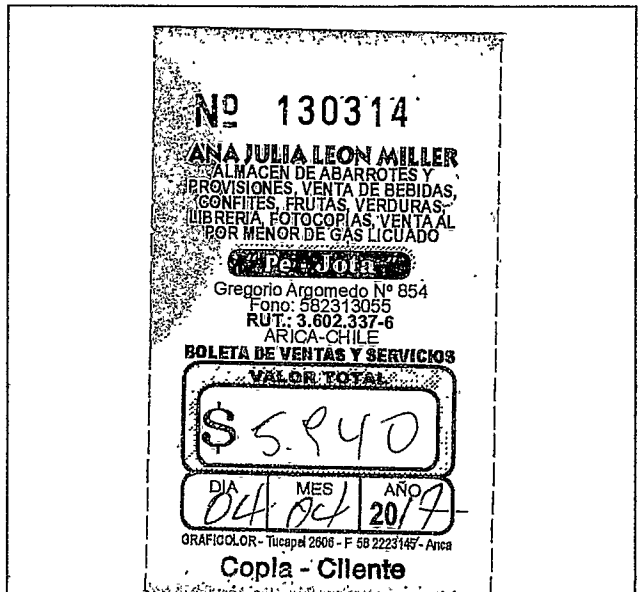 Nº 130314
ANA JULIA LEON MILLER
ALMACEN DE ABARROTES Y
PROVISIONES, VENTA DE BEBIDAS,
CONFITES, FRUTAS, VERDURAS-
LIBRERIA, FOTOCOPIAS, VENTA AL
POR MENOR DE GAS LICUADO
"Pe - Jota"
Gregorio Argomedo Nº 854
Fono: 582313055
RUT.: 3.602.337-6
ARICA-CHILE
BOLETA DE VENTAS Y SERVICIOS
VALOR TOTAL
$ 5.940
DIA MES AÑO
04 04 2017-
GRAFICOLOR - Tucapel 2606 - F 58 2223145 - Arica
Copia - Cliente